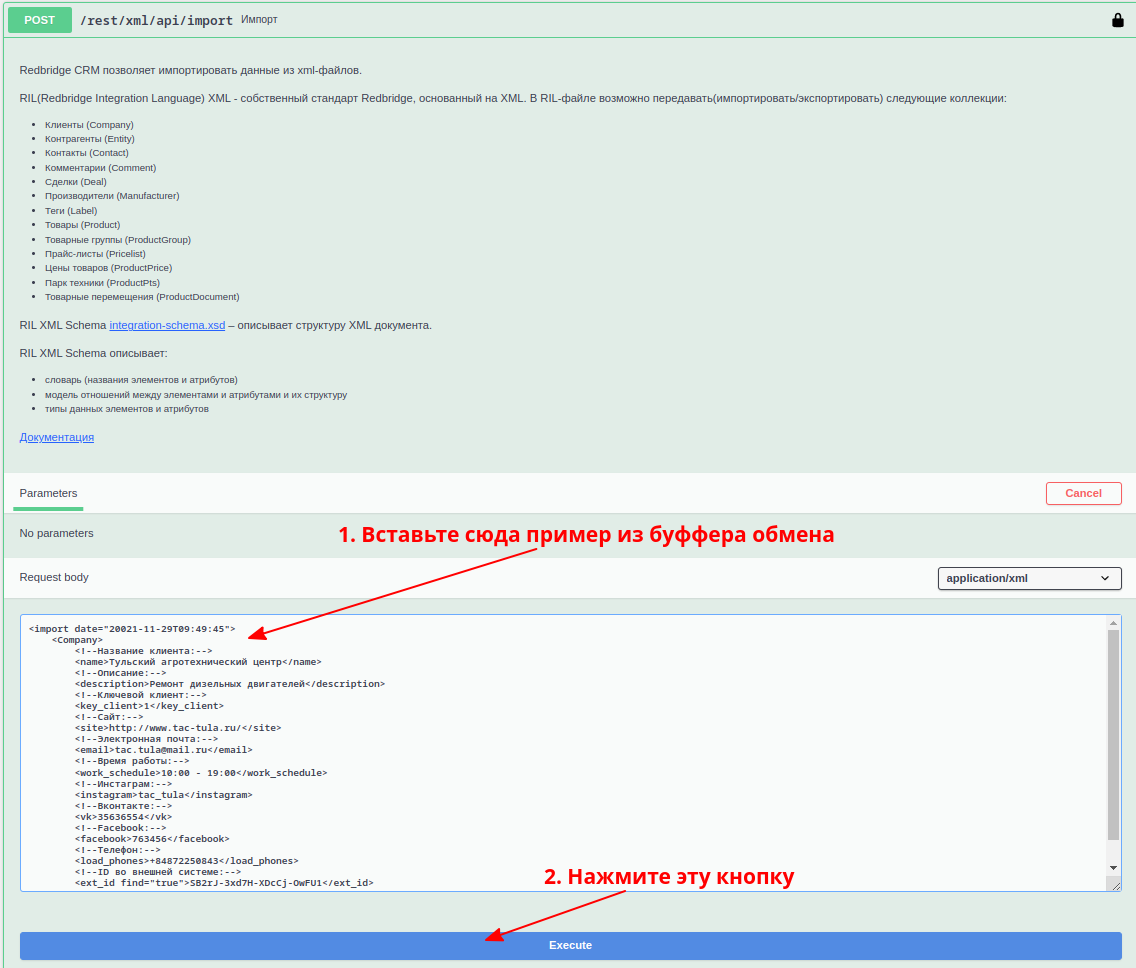 POST /rest/xml/api/import Импорт
Redbridge CRM позволяет импортировать данные из xml-файлов.
RIL(Redbridge Integration Language) XML - собственный стандарт Redbridge, основанный на XML. В RIL-файле возможно передавать(импортировать/экспортировать) следующие коллекции:
• Клиенты (Company)
• Контрагенты (Entity)
• Контакты (Contact)
• Комментарии (Comment)
• Сделки (Deal)
• Производители (Manufacturer)
• Теги (Label)
• Товары (Product)
• Товарные группы (ProductGroup)
• Прайс-листы (Pricelist)
• Цены товаров (ProductPrice)
• Парк техники (ProductPts)
• Товарные перемещения (ProductDocument)
RIL XML Schema integration-schema.xsd – описывает структуру XML документа.
RIL XML Schema описывает:
• словарь (названия элементов и атрибутов)
• модель отношений между элементами и атрибутами и их структуру
• типы данных элементов и атрибутов
Документация
Parameters Cancel
No parameters
1. Вставьте сюда пример из буффера обмена
Request body application/xml
<import date="20021-11-29T09:49:45">
<Company>
<!--Название клиента:-->
<name>Тульский агротехнический центр</name>
<!--Описание:-->
<description>Ремонт дизельных двигателей</description>
<!--Ключевой клиент:-->
<key_client>1</key_client>
<!--Сайт:-->
<site>http://www.tac-tula.ru/</site>
<!--Электронная почта:-->
<email>tac.tula@mail.ru</email>
<!--Время работы:-->
<work_schedule>10:00 - 19:00</work_schedule>
<!--Инстаграм:-->
<instagram>tac_tula</instagram>
<!--Вконтакте:-->
<vk>35636554</vk>
<!--Facebook:-->
<facebook>763456</facebook>
<!--Телефон:-->
<load_phones>+84872250843</load_phones>
<!--ID во внешней системе:-->
<ext_id find="true">SB2rJ-3xd7H-XDcCj-OwFU1</ext_id>
2. Нажмите эту кнопку
Execute